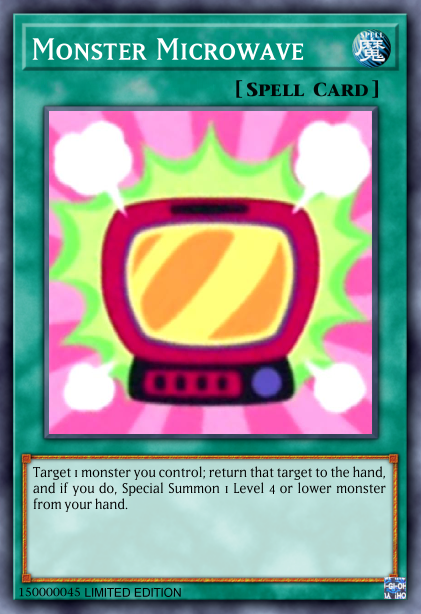 Monster Microwave
[Spell Card]
Target 1 monster you control; return that target to the hand,
and if you do, Special Summon 1 Level 4 or lower monster
from your hand.
150000045 LIMITED EDITION